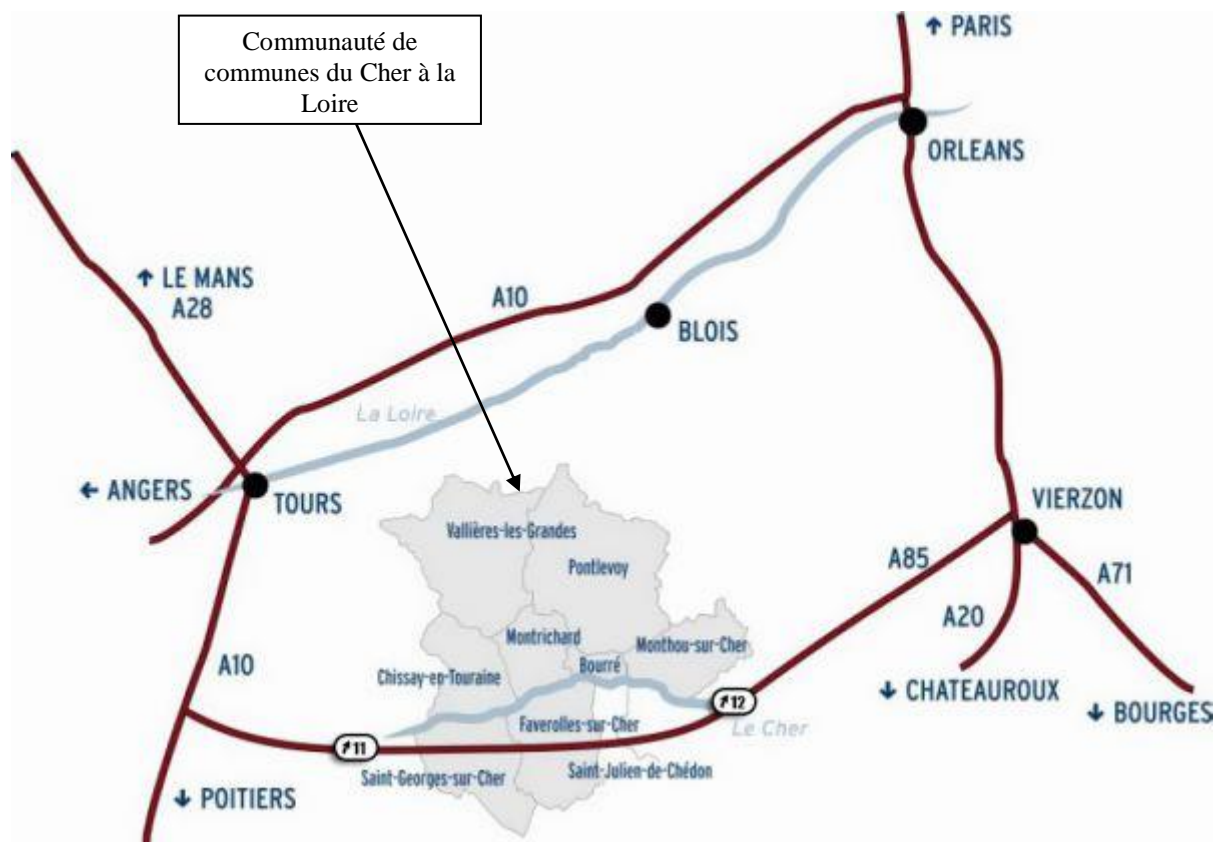 Communauté de
communes du Cher à la
Loire
↑ PARIS
ORLEANS
↑ LE MANS
A28
A10
BLOIS
La Loire
← ANGERS
TOURS
VIERZON
Vallières-les-Grandes
Pontlevoy
A85
A71
A20
Montrichard
Monthou-sur-Cher
Bourré
A10
Chissay-en-Touraine
↓ CHATEAUROUX
12
↓ BOURGES
Faverolles-sur-Cher
Le Cher
11
Saint-Georges-sur-Cher
Saint-Julien-de-Chédon
↓ POITIERS